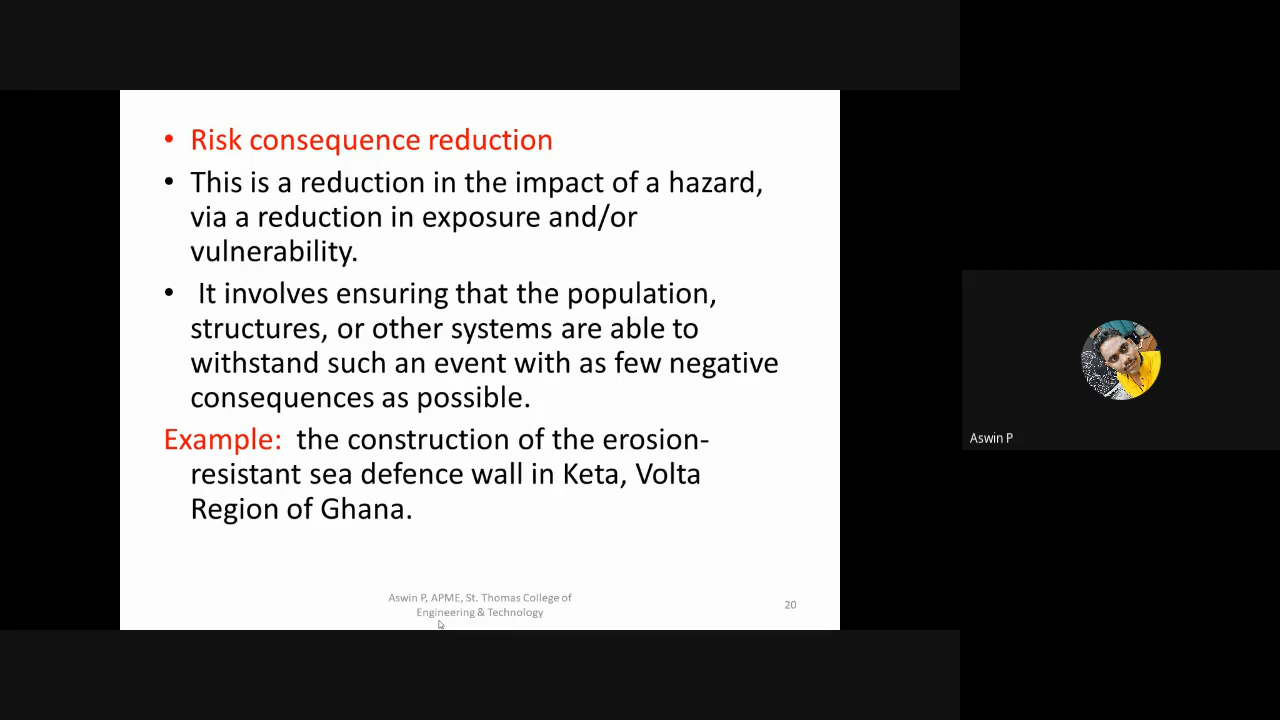 • Risk consequence reduction
• This is a reduction in the impact of a hazard,
via a reduction in exposure and/or
vulnerability.
• It involves ensuring that the population,
structures, or other systems are able to
withstand such an event with as few negative
consequences as possible.
Example: the construction of the erosion-
resistant sea defence wall in Keta, Volta
Region of Ghana.
Aswin P, APME, St. Thomas College of
Engineering & Technology
20
Aswin P